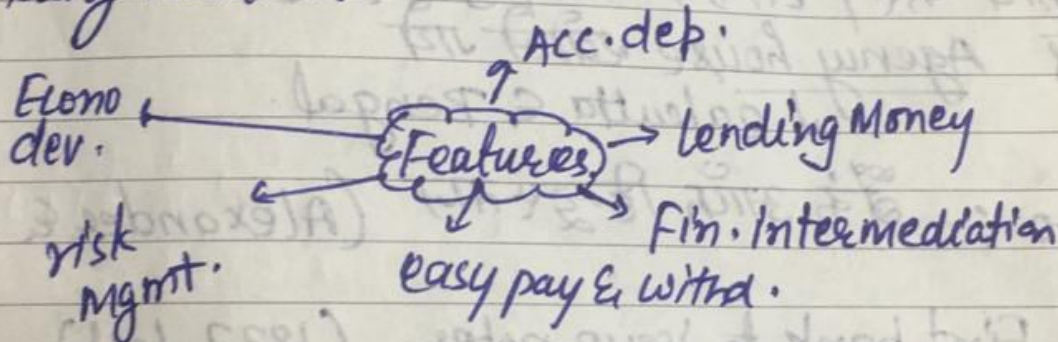 Acc. dep.
Econo
dev.
Features
Lending Money
risk
Mgmt.
easy pay & withd.
Fin. Intermediation